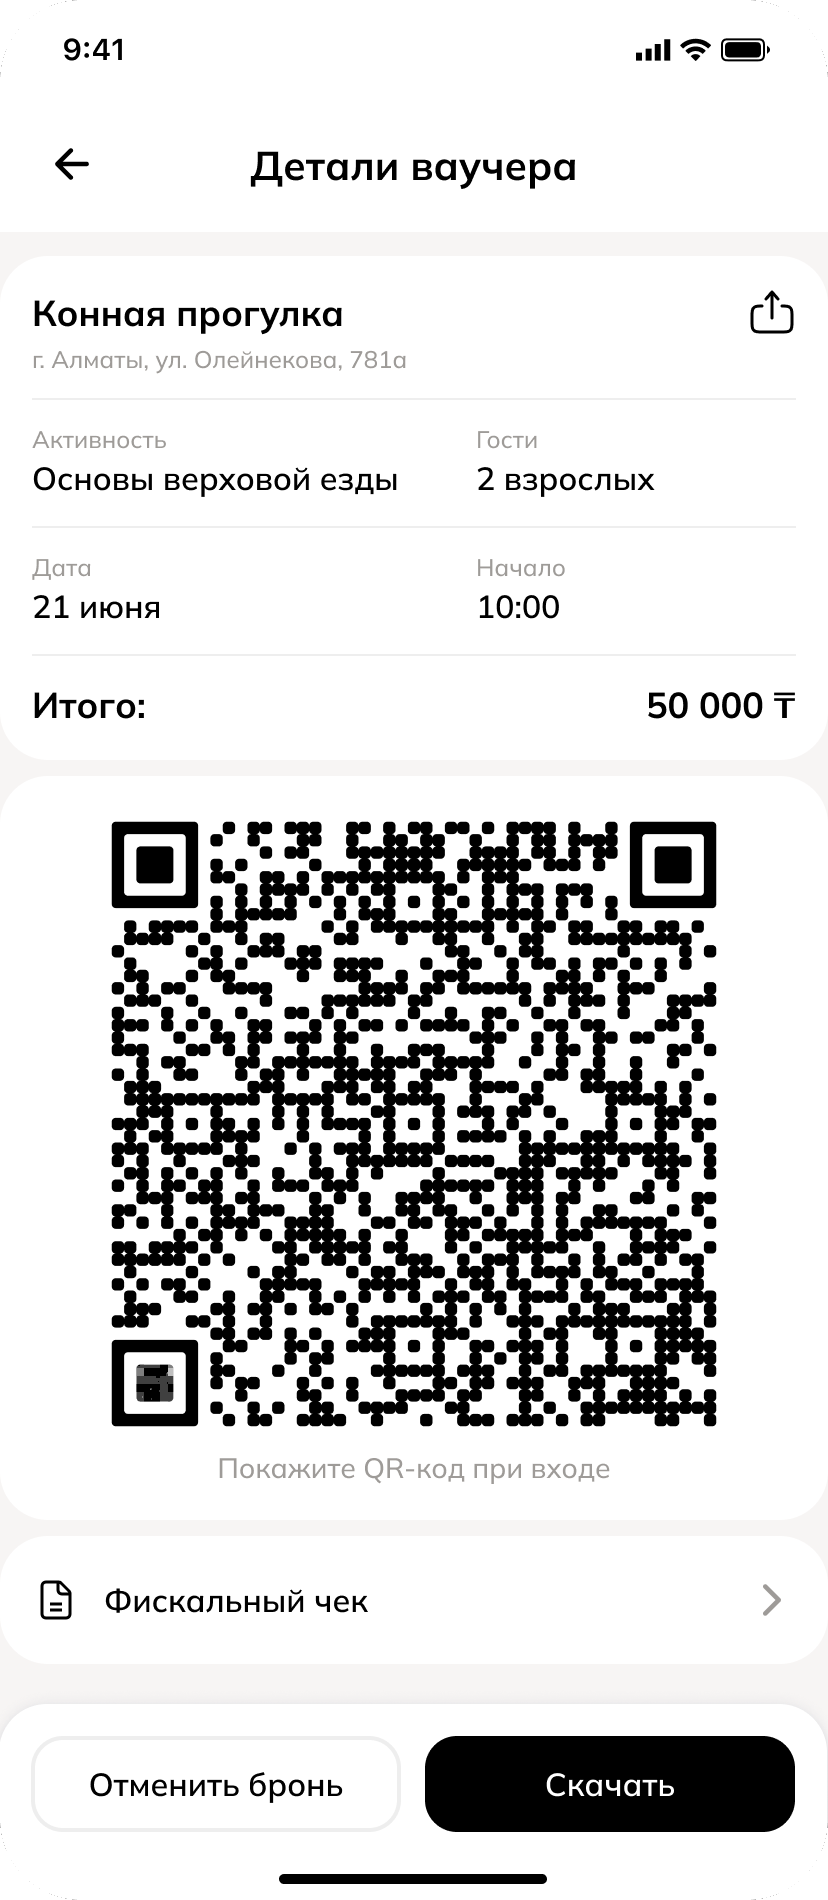 9:41
Детали ваучера
Конная прогулка
г. Алматы, ул. Олейнекова, 781а
Активность
Гости
Основы верховой езды
2 взрослых
Дата
Начало
21 июня
10:00
Итого:
50 000 ₸
Покажите QR-код при входе
Фискальный чек
Отменить бронь
Скачать